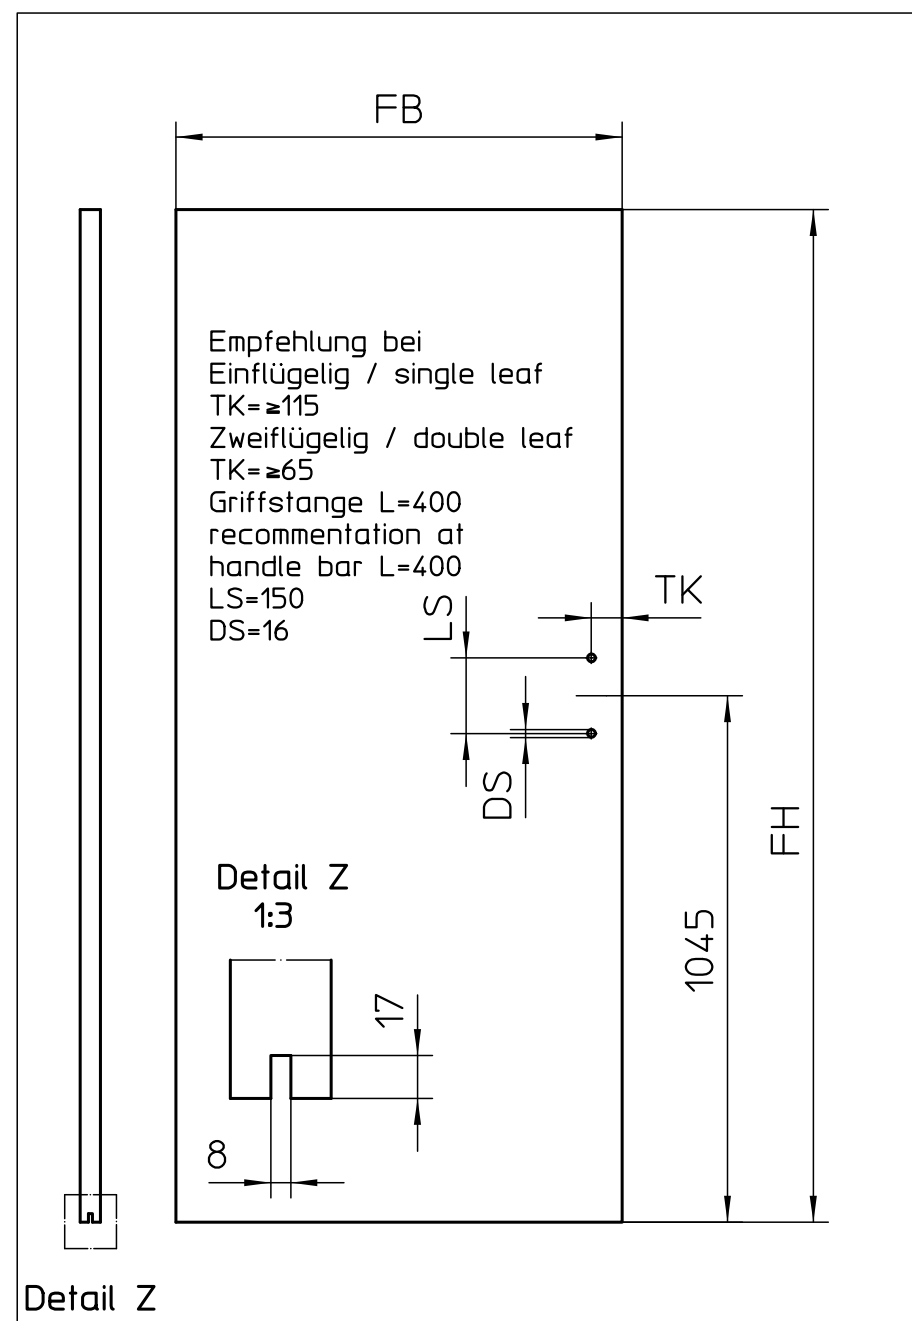 FB
Empfehlung bei
Einflügelig / single leaf
TK=≥115
Zweiflügelig / double leaf
TK=≥65
Griffstange L=400
recommentation at
handle bar L=400
LS=150
DS=16
LS
TK
DS
FH
Detail Z
1:3
1045
17
8
Detail Z